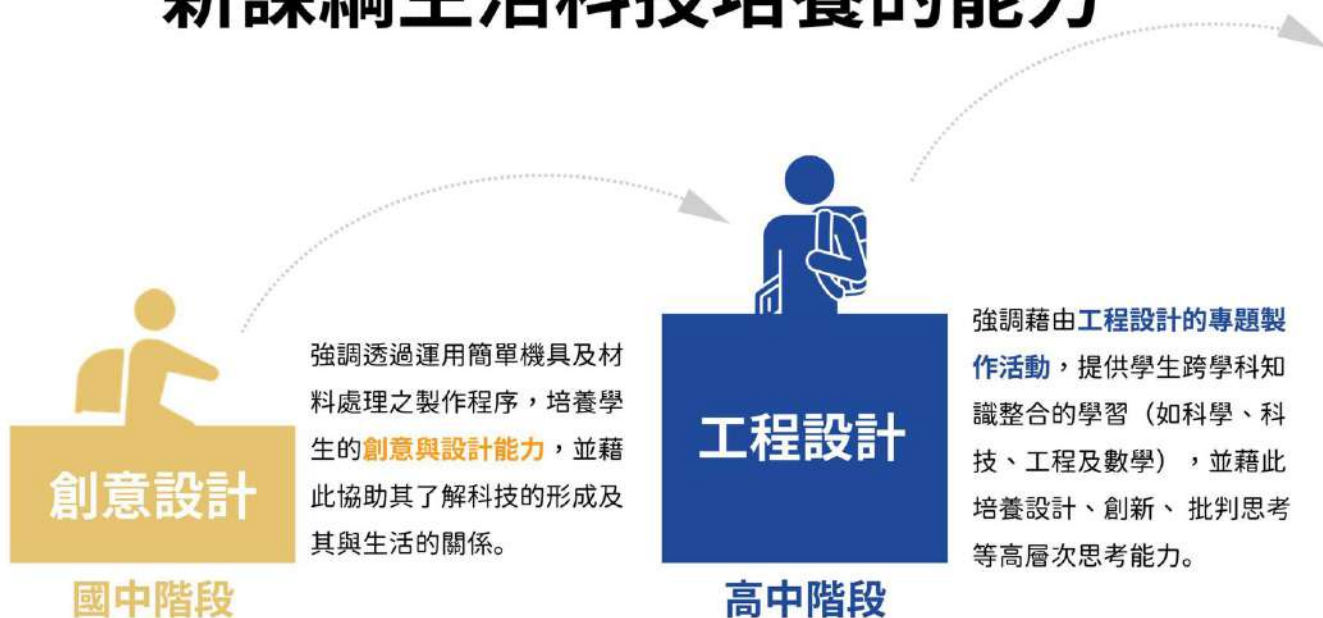 新課綱生活科技培養的能力
強調透過運用簡單機具及材
料處理之製作程序，培養學
生的創意與設計能力，並藉
此協助其了解科技的形成及
其與生活的關係。
創意設計
國中階段
強調藉由工程設計的專題製
作活動，提供學生跨學科知
識整合的學習（如科學、科
技、工程及數學），並藉此
培養設計、創新、 批判思考
等高層次思考能力。
工程設計
高中階段